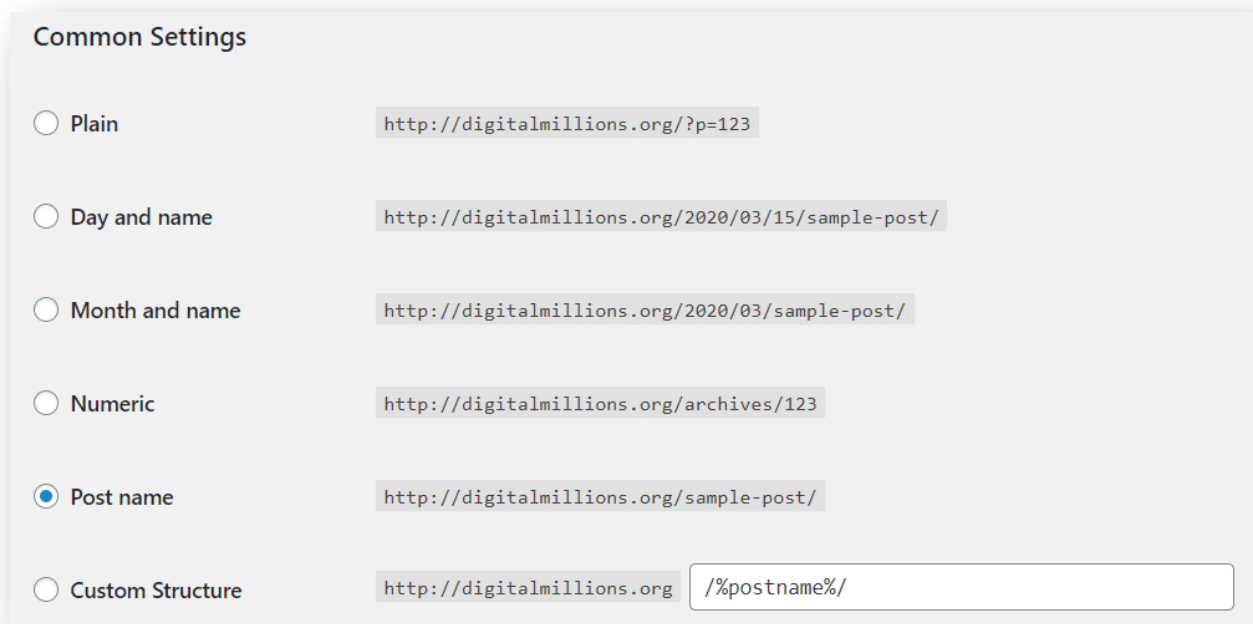 Common Settings
Plain http://digitalmillions.org/?p=123
Day and name http://digitalmillions.org/2020/03/15/sample-post/
Month and name http://digitalmillions.org/2020/03/sample-post/
Numeric http://digitalmillions.org/archives/123
Post name http://digitalmillions.org/sample-post/
Custom Structure http://digitalmillions.org /%postname%/